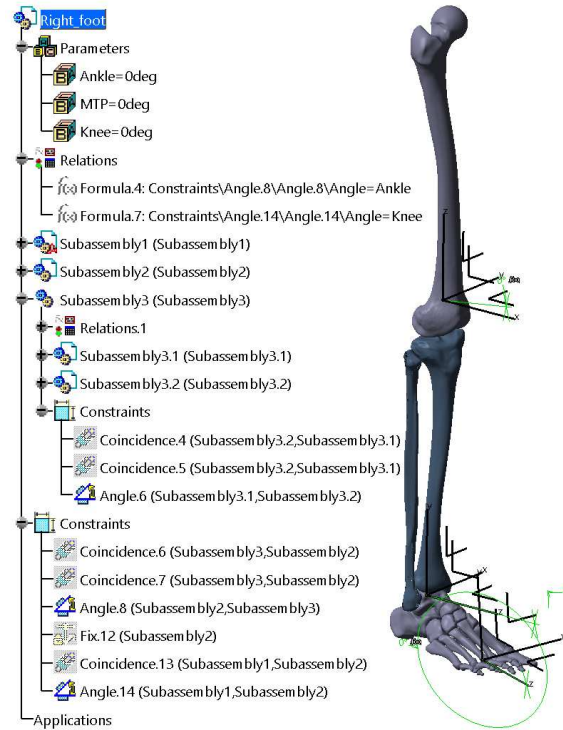 Right_foot
Parameters
Ankle=0deg
MTP=0deg
Knee=0deg
Relations
f(x) Formula.4: Constraints\Angle.8\Angle.8\Angle=Ankle
f(x) Formula.7: Constraints\Angle.14\Angle.14\Angle=Knee
Subassembly1 (Subassembly1)
Subassembly2 (Subassembly2)
Subassembly3 (Subassembly3)
Relations.1
Subassembly3.1 (Subassembly3.1)
Subassembly3.2 (Subassembly3.2)
Constraints
Coincidence.4 (Subassembly3.2,Subassembly3.1)
Coincidence.5 (Subassembly3.2,Subassembly3.1)
Angle.6 (Subassembly3.1,Subassembly3.2)
Constraints
Coincidence.6 (Subassembly3,Subassembly2)
Coincidence.7 (Subassembly3,Subassembly2)
Angle.8 (Subassembly2,Subassembly3)
Fix.12 (Subassembly2)
Coincidence.13 (Subassembly1,Subassembly2)
Angle.14 (Subassembly1,Subassembly2)
Applications
z
y
x
x
z
z